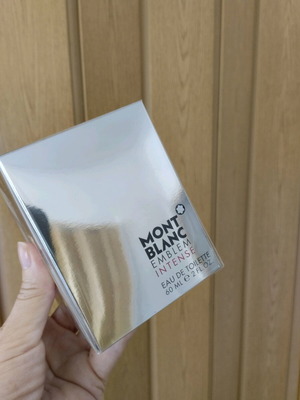 MONT
BLANC
EMBLEM
INTENSE
EAU DE TOILETTE
60 ML ℮ 2 FL.OZ.